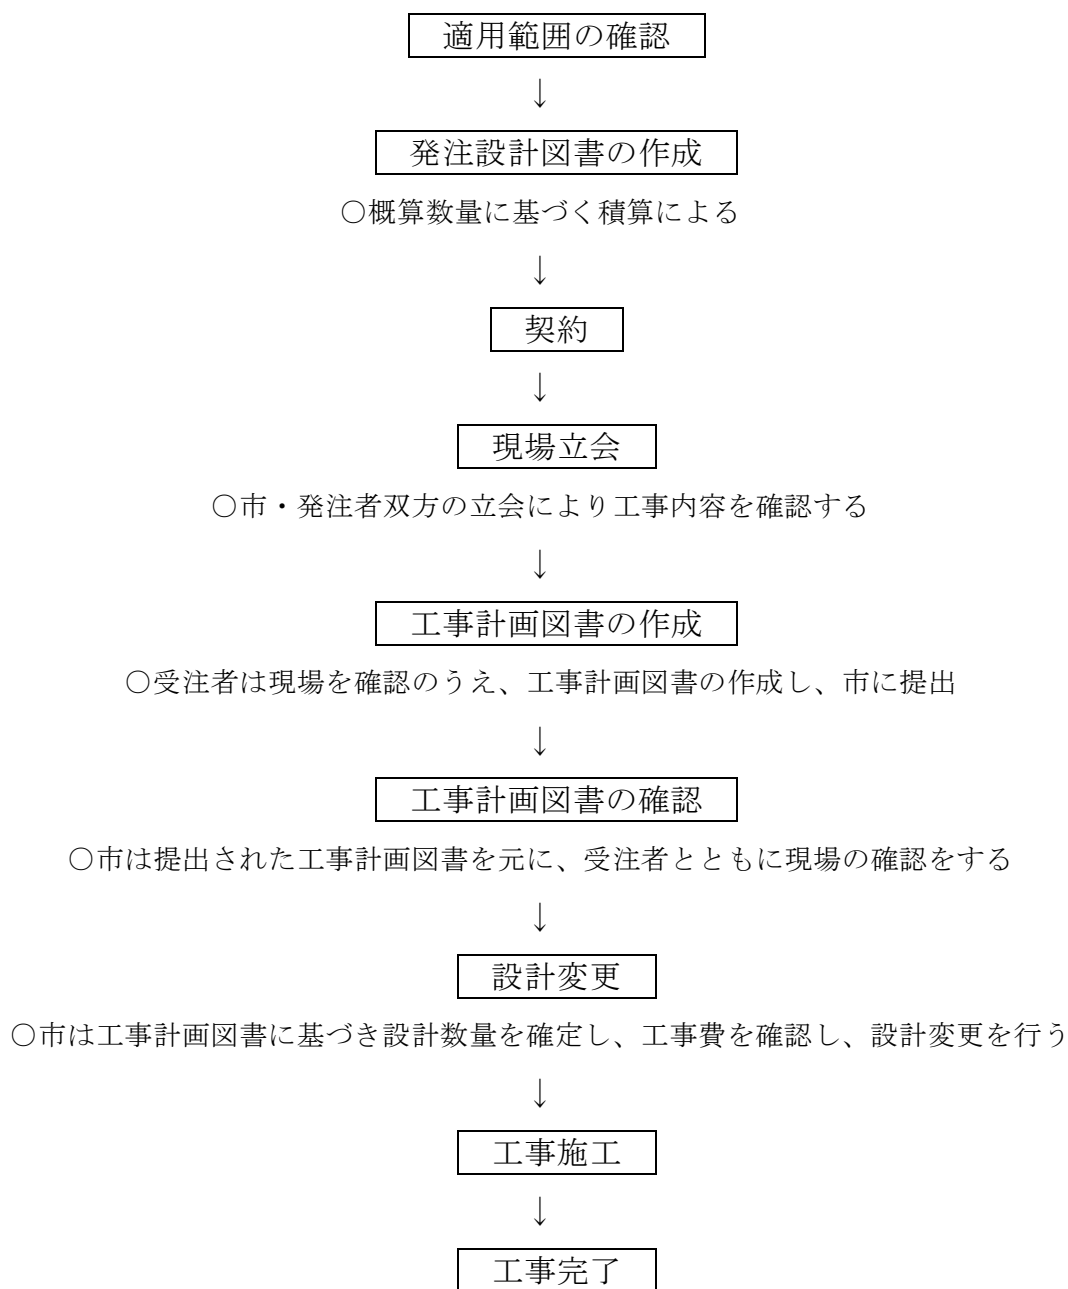 適用範囲の確認
↓
発注設計図書の作成
○概算数量に基づく積算による
↓
契約
↓
現場立会
○市・発注者双方の立会により工事内容を確認する
↓
工事計画図書の作成
○受注者は現場を確認のうえ、工事計画図書の作成し、市に提出
↓
工事計画図書の確認
○市は提出された工事計画図書を元に、受注者とともに現場の確認をする
↓
設計変更
○市は工事計画図書に基づき設計数量を確定し、工事費を確認し、設計変更を行う
↓
工事施工
↓
工事完了